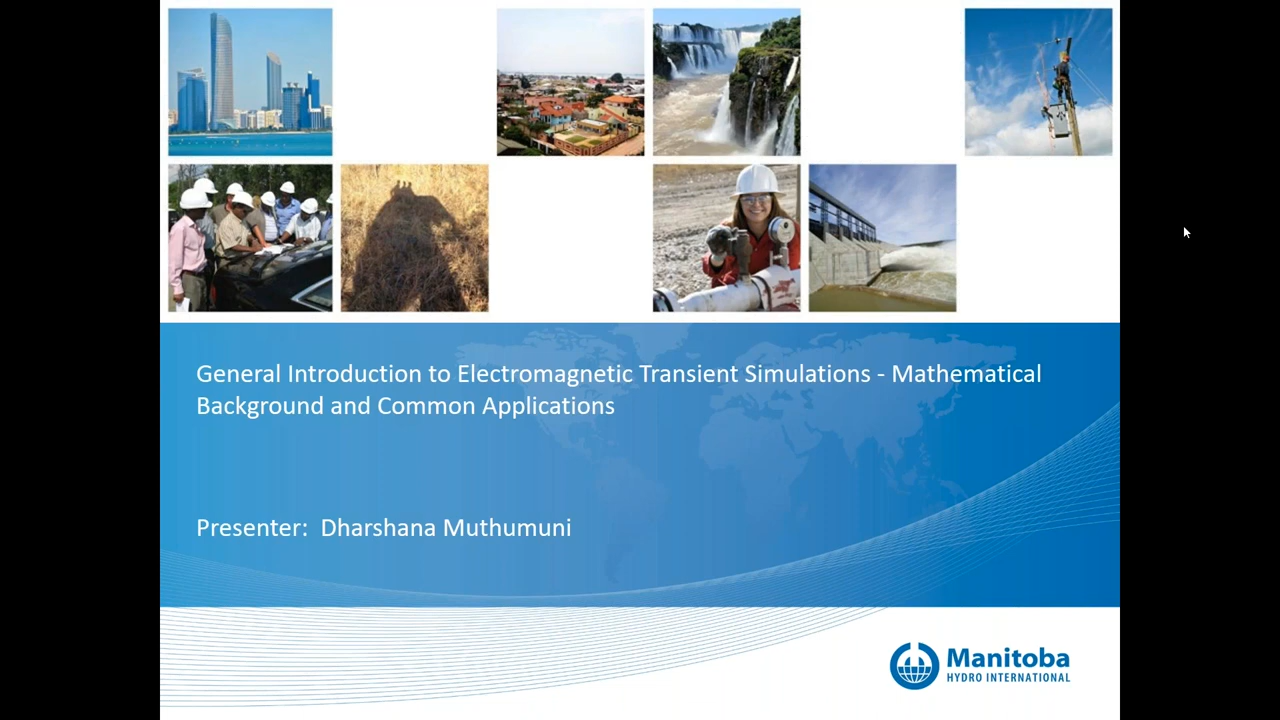 General Introduction to Electromagnetic Transient Simulations - Mathematical
Background and Common Applications
Presenter: Dharshana Muthumuni
Manitoba
HYDRO INTERNATIONAL